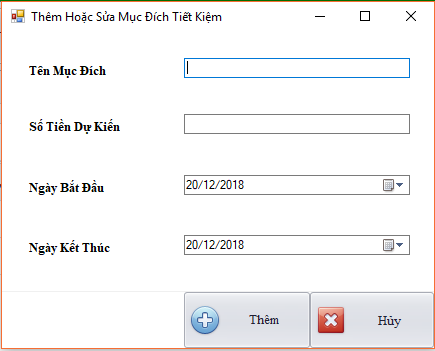 Thêm Hoặc Sửa Mục Đích Tiết Kiệm
Tên Mục Đích
Số Tiền Dự Kiến
Ngày Bắt Đầu 20/12/2018
Ngày Kết Thúc 20/12/2018
Thêm Hủy